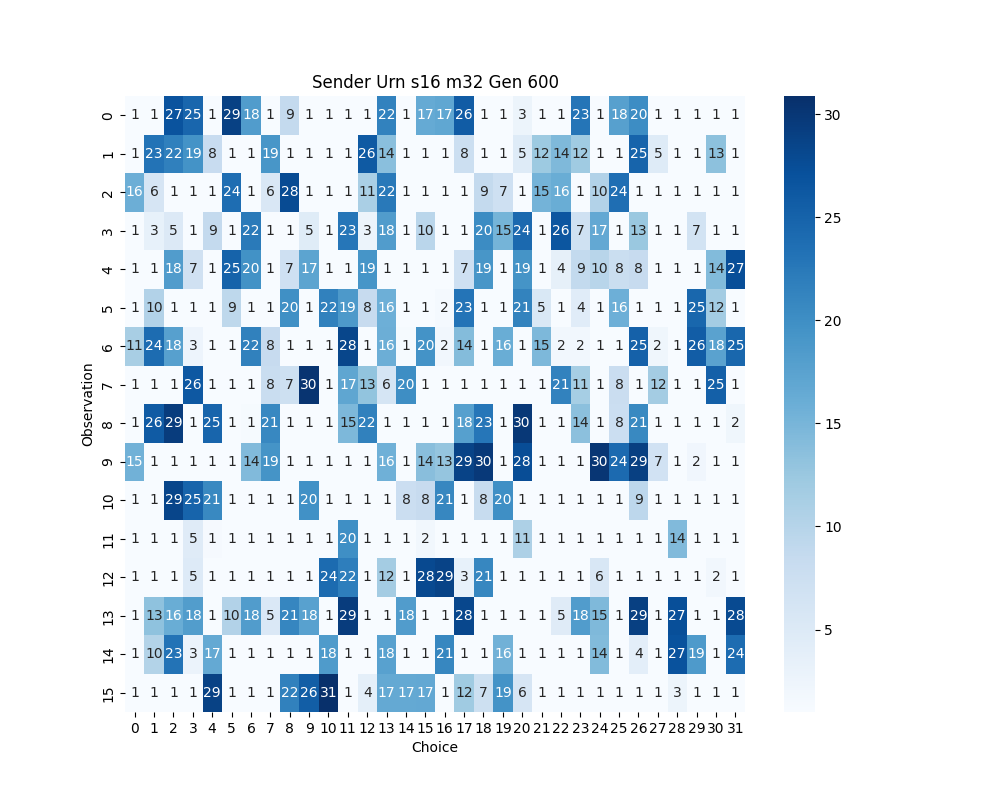 Sender Urn s16 m32 Gen 600
0 1 1 27 25 1 29 18 1 9 1 1 1 1 22 1 17 17 26 1 1 3 1 1 23 1 18 20 1 1 1 1 1
1 1 23 22 19 8 1 1 19 1 1 1 1 26 14 1 1 1 8 1 1 5 12 14 12 1 1 25 5 1 1 13 1
2 16 6 1 1 1 24 1 6 28 1 1 1 11 22 1 1 1 1 9 7 1 15 16 1 10 24 1 1 1 1 1 1
3 1 3 5 1 9 1 22 1 1 5 1 23 3 18 1 10 1 1 20 15 24 1 26 7 17 1 13 1 1 7 1 1
4 1 1 18 7 1 25 20 1 7 17 1 1 19 1 1 1 1 7 19 1 19 1 4 9 10 8 8 1 1 1 14 27
5 1 10 1 1 1 9 1 1 20 1 22 19 8 16 1 1 2 23 1 1 21 5 1 4 1 16 1 1 1 25 12 1
6 11 24 18 3 1 1 22 8 1 1 1 28 1 16 1 20 2 14 1 16 1 15 2 2 1 1 25 2 1 26 18 25
7 1 1 1 26 1 1 1 8 7 30 1 17 13 6 20 1 1 1 1 1 1 1 21 11 1 8 1 12 1 1 25 1
8 1 26 29 1 25 1 1 21 1 1 1 15 22 1 1 1 1 18 23 1 30 1 1 14 1 8 21 1 1 1 1 2
9 15 1 1 1 1 1 14 19 1 1 1 1 1 16 1 14 13 29 30 1 28 1 1 1 30 24 29 7 1 2 1 1
10 1 1 29 25 21 1 1 1 1 20 1 1 1 1 8 8 21 1 8 20 1 1 1 1 1 1 9 1 1 1 1 1
11 1 1 1 5 1 1 1 1 1 1 1 20 1 1 1 2 1 1 1 1 11 1 1 1 1 1 1 1 14 1 1 1
12 1 1 1 5 1 1 1 1 1 1 24 22 1 12 1 28 29 3 21 1 1 1 1 1 6 1 1 1 1 1 2 1
13 1 13 16 18 1 10 18 5 21 18 1 29 1 1 18 1 1 28 1 1 1 1 5 18 15 1 29 1 27 1 1 28
14 1 10 23 3 17 1 1 1 1 1 18 1 1 18 1 1 21 1 1 16 1 1 1 1 14 1 4 1 27 19 1 24
15 1 1 1 1 29 1 1 1 22 26 31 1 4 17 17 17 1 12 7 19 6 1 1 1 1 1 1 1 3 1 1 1
0 1 2 3 4 5 6 7 8 9 10 11 12 13 14 15 16 17 18 19 20 21 22 23 24 25 26 27 28 29 30 31
Choice
Observation
30
25
20
15
10
5